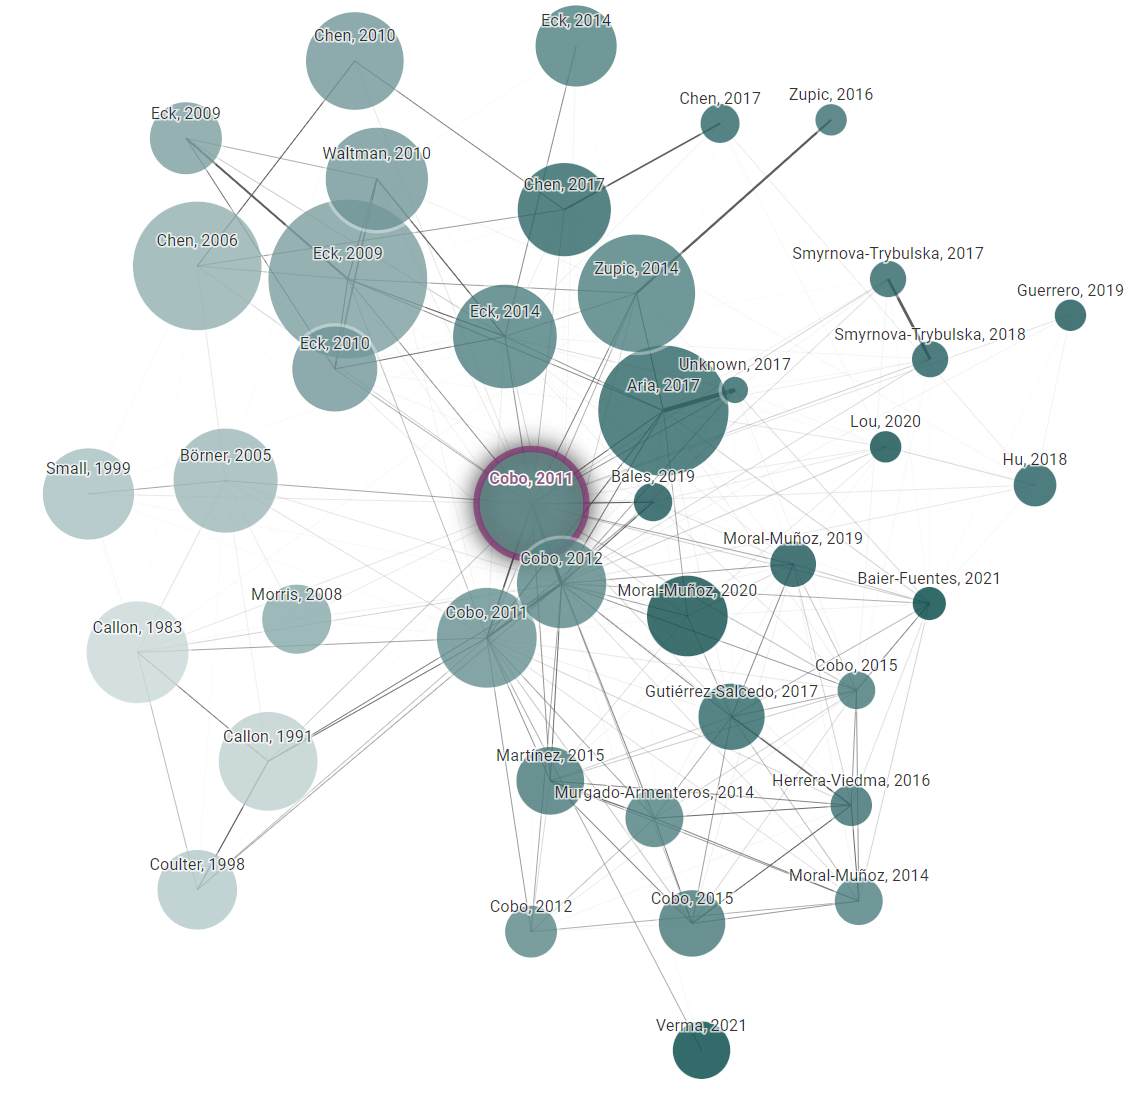 Eck, 2014
Chen, 2010
Zupic, 2016
Chen, 2017
Eck, 2009
Waltman, 2010
Chen, 2017
Chen, 2006
Eck, 2009
Smyrnova-Trybulska, 2017
Zupic, 2014
Guerrero, 2019
Eck, 2014
Smyrnova-Trybulska, 2018
Eck, 2010
Unknown, 2017
Aria, 2017
Lou, 2020
Börner, 2005
Hu, 2018
Small, 1999
Bales, 2019
Cobo, 2011
Moral-Muñoz, 2019
Cobo, 2012
Baier-Fuentes, 2021
Moral-Muñoz, 2020
Morris, 2008
Cobo, 2011
Callon, 1983
Cobo, 2015
Gutiérrez-Salcedo, 2017
Callon, 1991
Martínez, 2015
Herrera-Viedma, 2016
Murgado-Armenteros, 2014
Coulter, 1998
Moral-Muñoz, 2014
Cobo, 2015
Cobo, 2012
Verma, 2021